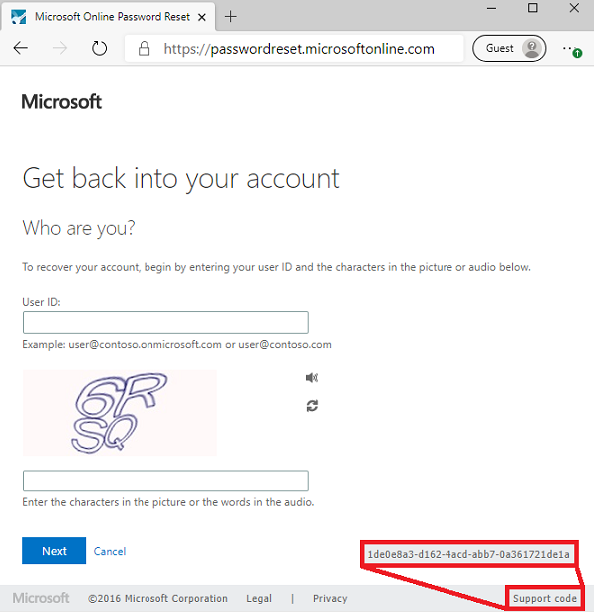 Microsoft Online Password Reset
https://passwordreset.microsoftonline.com
Guest
Microsoft
Get back into your account
Who are you?
To recover your account, begin by entering your user ID and the characters in the picture or audio below.
User ID:
Example: user@contoso.onmicrosoft.com or user@contoso.com
6R
SQ
Enter the characters in the picture or the words in the audio.
Next Cancel
1de0e8a3-d162-4acd-abb7-0a361721de1a
Microsoft ©2016 Microsoft Corporation Legal | Privacy Support code